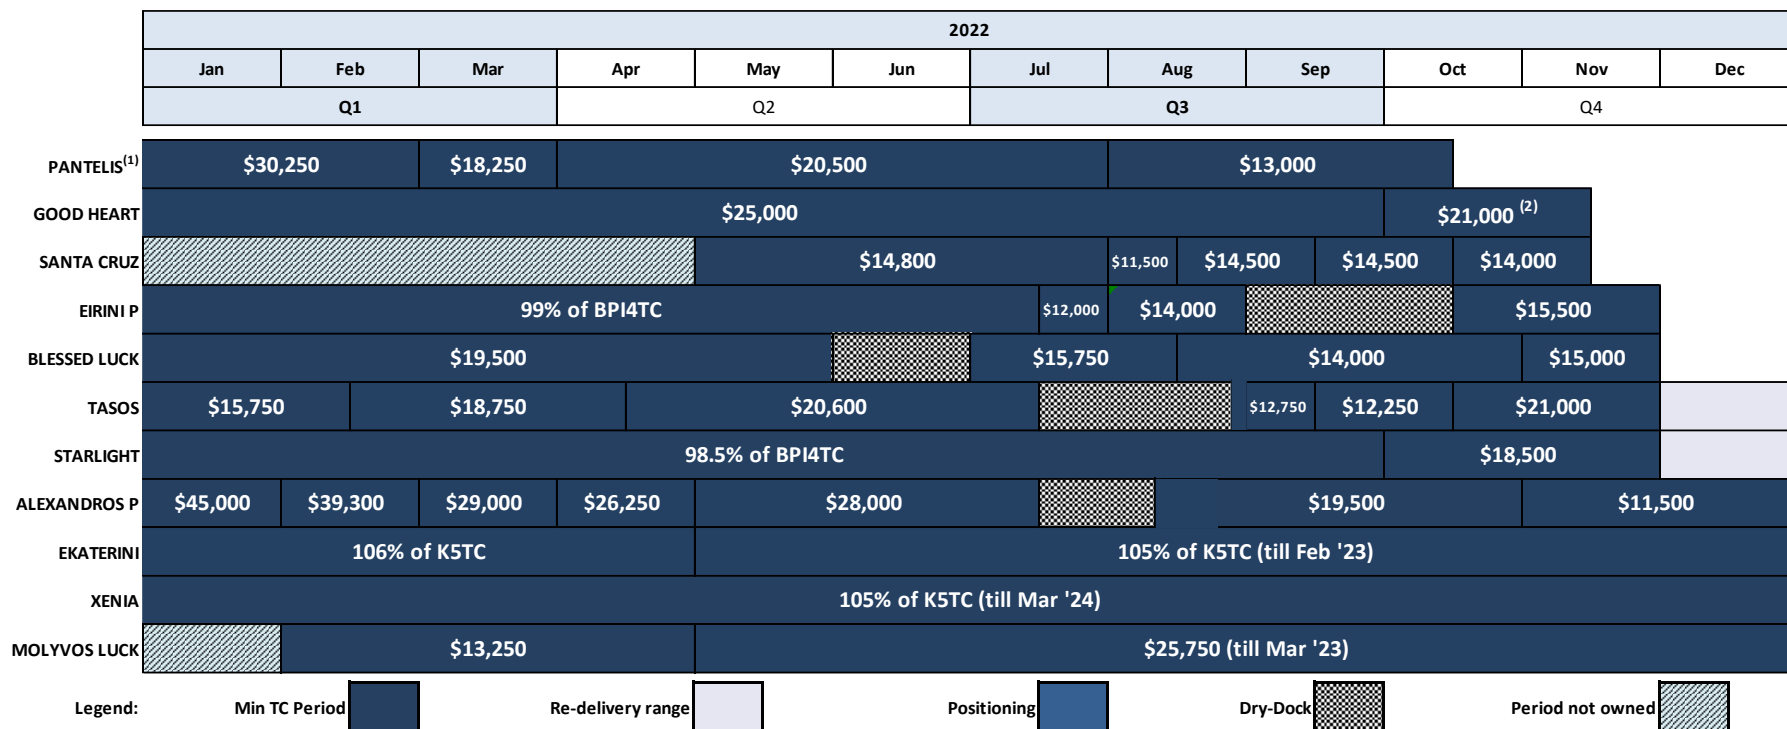 2022
Jan Feb Mar Apr May Jun Jul Aug Sep Oct Nov Dec
Q1 Q2 Q3 Q4
PANTELIS(1) $30,250 $18,250 $20,500 $13,000
GOOD HEART $25,000 $21,000 (2)
SANTA CRUZ $14,800 $11,500 $14,500 $14,500 $14,000
EIRINI P 99% of BPI4TC $12,000 $14,000 $15,500
BLESSED LUCK $19,500 $15,750 $14,000 $15,000
TASOS $15,750 $18,750 $20,600 $12,750 $12,250 $21,000
STARLIGHT 98.5% of BPI4TC $18,500
ALEXANDROS P $45,000 $39,300 $29,000 $26,250 $28,000 $19,500 $11,500
EKATERINI 106% of K5TC 105% of K5TC (till Feb '23)
XENIA 105% of K5TC (till Mar '24)
MOLYVOS LUCK $13,250 $25,750 (till Mar '23)
Legend: Min TC Period Re-delivery range Positioning Dry-Dock Period not owned